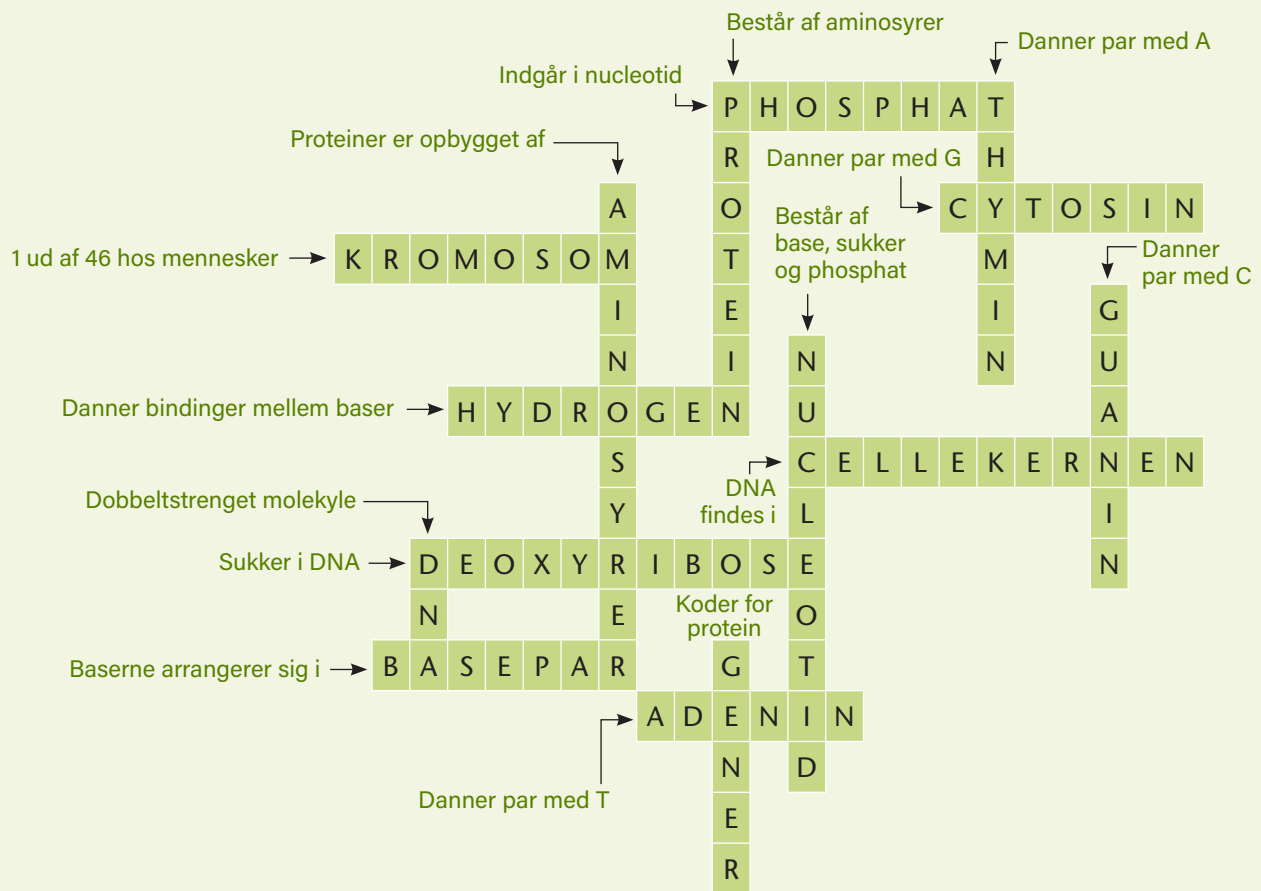 Består af aminosyrer
Danner par med A
Indgår i nucleotid
PHOSPHAT
Proteiner er opbygget af
PROTEIN
THYMIN
Danner par med G
CYTOSIN
AMINOSYRER
Består af
base, sukker
og phosphat
1 ud af 46 hos mennesker
KROMOSOM
Danner
par med C
GUANIN
NUCLEOTID
Danner bindinger mellem baser
HYDROGEN
CELLEKERNEN
DNA
findes i
Dobbeltstrenget molekyle
DNA
Sukker i DNA
DEOXYRIBOSE
Koder for
protein
GENER
Baserne arrangerer sig i
BASEPAR
ADENIN
Danner par med T